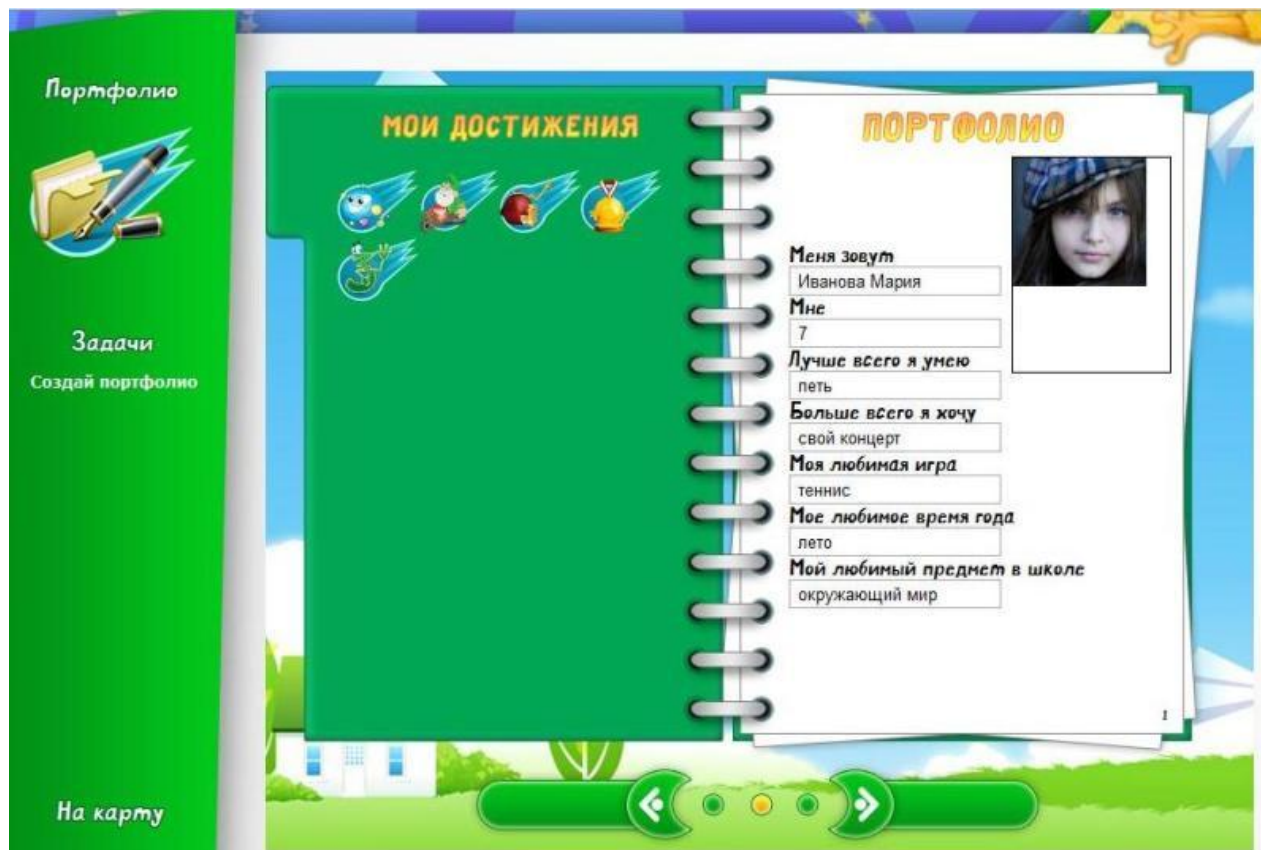 Портфолио
Задачи
Создай портфолио
На карту
МОИ ДОСТИЖЕНИЯ
ПОРТФОЛИО
Меня зовут
Иванова Мария
Мне
7
Лучше всего я умею
петь
Больше всего я хочу
свой концерт
Моя любимая игра
теннис
Мое любимое время года
лето
Мой любимый предмет в школе
окружающий мир
1